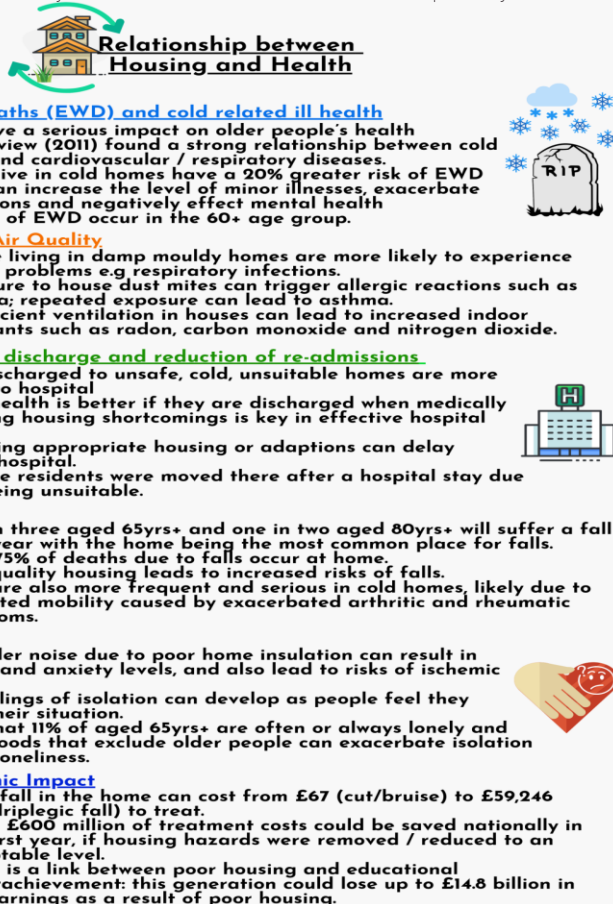 Relationship between
Housing and Health
aths (EWD) and cold related ill health
ve a serious impact on older people's health
view (2011) found a strong relationship between cold
nd cardiovascular / respiratory diseases.
ive in cold homes have a 20% greater risk of EWD
an increase the level of minor illnesses, exacerbate
ons and negatively effect mental health
of EWD occur in the 60+ age group.
RIP
Air Quality
living in damp mouldy homes are more likely to experience
problems e.g respiratory infections.
ure to house dust mites can trigger allergic reactions such as
a; repeated exposure can lead to asthma.
cient ventilation in houses can lead to increased indoor
ants such as radon, carbon monoxide and nitrogen dioxide.
discharge and reduction of re-admissions
scharged to unsafe, cold, unsuitable homes are more
o hospital
ealth is better if they are discharged when medically
ng housing shortcomings is key in effective hospital
H
ing appropriate housing or adaptions can delay
hospital.
e residents were moved there after a hospital stay due
eing unsuitable.
n three aged 65yrs+ and one in two aged 80yrs+ will suffer a fall
year with the home being the most common place for falls.
75% of deaths due to falls occur at home.
quality housing leads to increased risks of falls.
are also more frequent and serious in cold homes, likely due to
ted mobility caused by exacerbated arthritic and rheumatic
oms.
der noise due to poor home insulation can result in
and anxiety levels, and also lead to risks of ischemic
lings of isolation can develop as people feel they
heir situation.
hat 11% of aged 65yrs+ are often or always lonely and
oods that exclude older people can exacerbate isolation
oneliness.
nic Impact
fall in the home can cost from £67 (cut/bruise) to £59,246
driplegic fall) to treat.
£600 million of treatment costs could be saved nationally in
rst year, if housing hazards were removed / reduced to an
ptable level.
is a link between poor housing and educational
rachievement: this generation could lose up to £14.8 billion in
earnings as a result of poor housing.